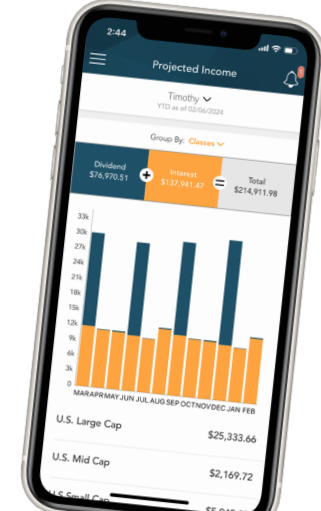 2:44
Projected Income
Timothy
YTD as of 02/06/2024
Group By: Classes
Dividend
$76,970.51
+
Interest
$137,941.47
=
Total
$214,911.98
33k
30k
27k
24k
21k
18k
15k
12k
9k
6k
3k
0
MAR APR MAY JUN JUL AUG SEP OCT NOV DEC JAN FEB
U.S. Large Cap
$25,333.66
U.S. Mid Cap
$2,169.72
U.S Small Cap